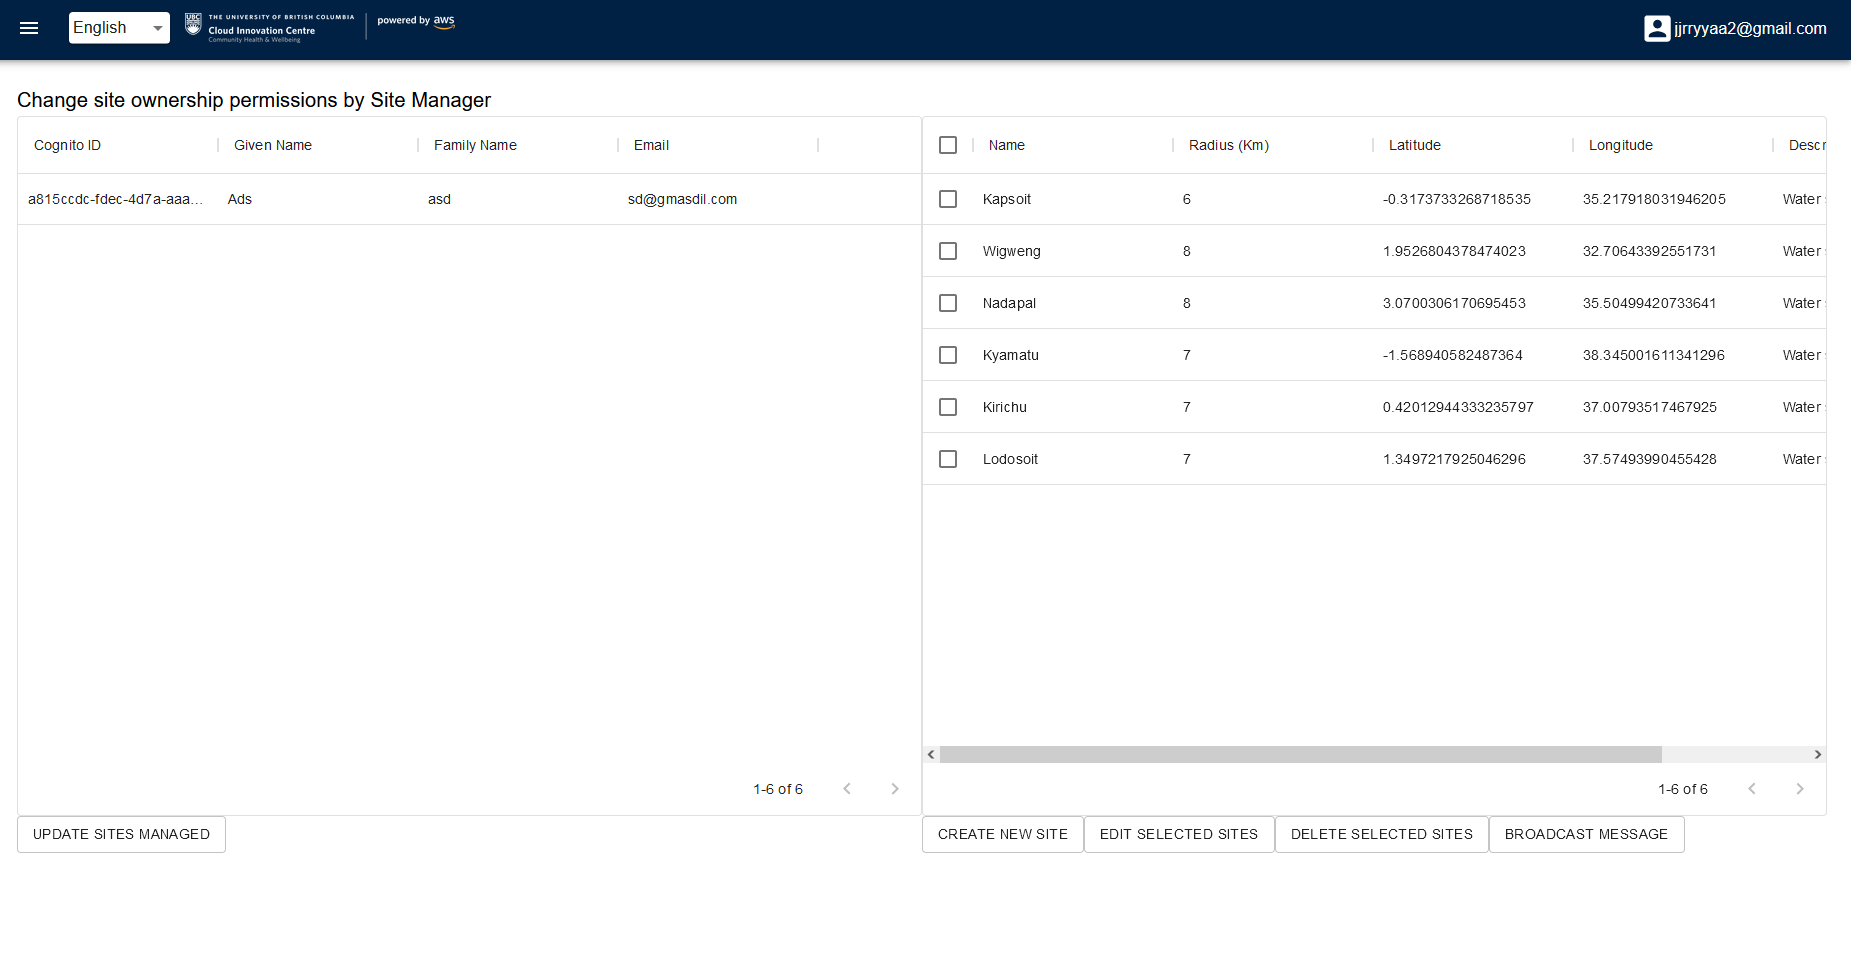 English
UBC
THE UNIVERSITY OF BRITISH COLUMBIA
Cloud Innovation Centre
Community Health & Wellbeing
powered by aws
jjrryyaa2@gmail.com
Change site ownership permissions by Site Manager
Cognito ID Given Name Family Name Email
a815ccdc-fdec-4d7a-aaa... Ads asd sd@gmasdil.com
1-6 of 6
UPDATE SITES MANAGED
Name Radius (Km) Latitude Longitude Descr
Kapsoit 6 -0.3173733268718535 35.217918031946205 Water
Wigweng 8 1.9526804378474023 32.70643392551731 Water
Nadapal 8 3.0700306170695453 35.50499420733641 Water
Kyamatu 7 -1.568940582487364 38.345001611341296 Water
Kirichu 7 0.42012944333235797 37.00793517467925 Water
Lodosoit 7 1.3497217925046296 37.57493990455428 Water
1-6 of 6
CREATE NEW SITE EDIT SELECTED SITES DELETE SELECTED SITES BROADCAST MESSAGE